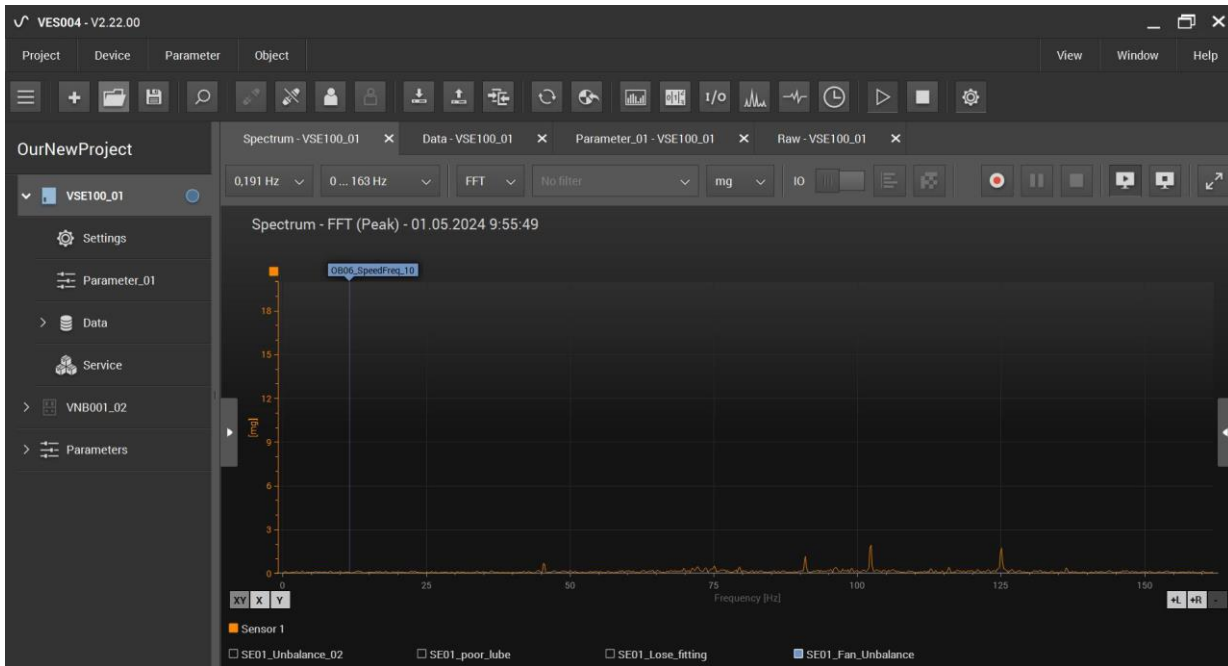 VES004 - V2.22.00
Project Device Parameter Object View Window Help
I/O
OurNewProject
Spectrum - VSE100_01 Data - VSE100_01 Parameter_01 - VSE100_01 Raw - VSE100_01
VSE100_01
0,191 Hz 0 ... 163 Hz FFT No filter mg IO
Settings
Parameter_01
Data
Service
VNB001_02
Parameters
Spectrum - FFT (Peak) - 01.05.2024 9:55:49
OB06_SpeedFreq_10
18
15
12
[mg]
9
6
3
0
0 25 50 75 100 125 150
Frequency [Hz]
XY X Y +L +R -
Sensor 1
SE01_Unbalance_02 SE01_poor_lube SE01_Lose_fitting SE01_Fan_Unbalance